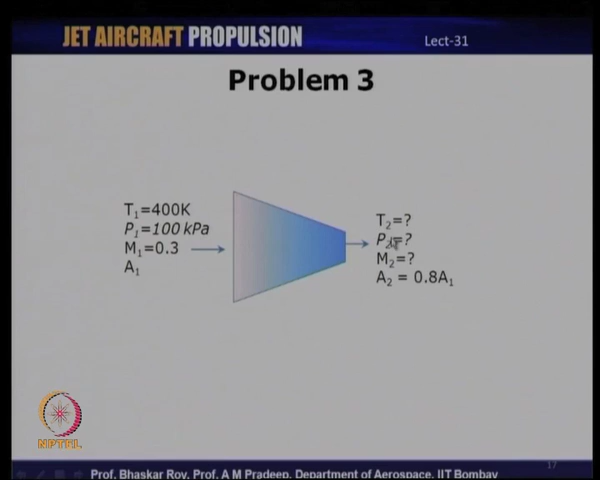 JET AIRCRAFT PROPULSION
Lect-31
Problem 3
T₁=400K
P₁=100 kPa
M₁=0.3
A₁
T₂=?
P₂=?
M₂=?
A₂ = 0.8A₁
NPTEL
17
Prof. Bhaskar Roy, Prof. A M Pradeep, Department of Aerospace, IIT Bombay